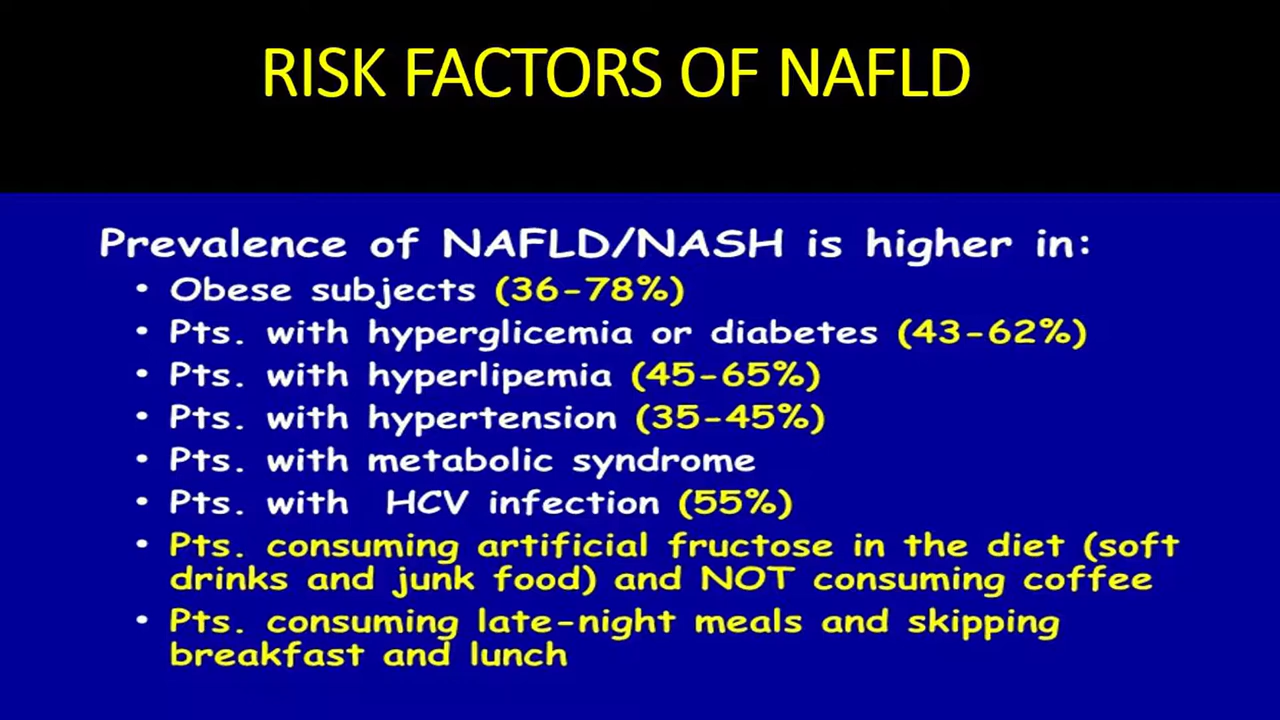 RISK FACTORS OF NAFLD
Prevalence of NAFLD/NASH is higher in:
• Obese subjects (36-78%)
• Pts. with hyperglicemia or diabetes (43-62%)
• Pts. with hyperlipemia (45-65%)
• Pts. with hypertension (35-45%)
• Pts. with metabolic syndrome
• Pts. with HCV infection (55%)
• Pts. consuming artificial fructose in the diet (soft
drinks and junk food) and NOT consuming coffee
• Pts. consuming late-night meals and skipping
breakfast and lunch